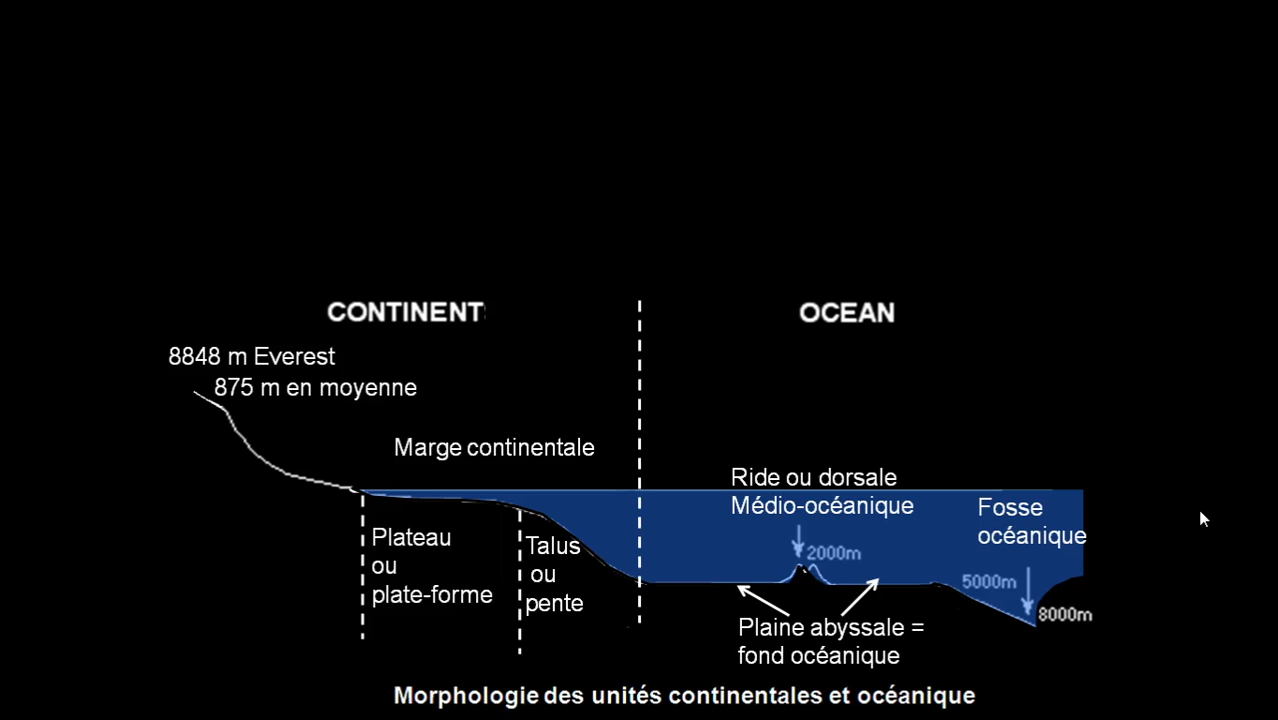 CONTINENT
OCEAN
8848 m Everest
875 m en moyenne
Marge continentale
Ride ou dorsale
Médio-océanique
Fosse
océanique
2000m
5000m
8000m
Plateau
ou
plate-forme
Talus
ou
pente
Plaine abyssale =
fond océanique
Morphologie des unités continentales et océanique